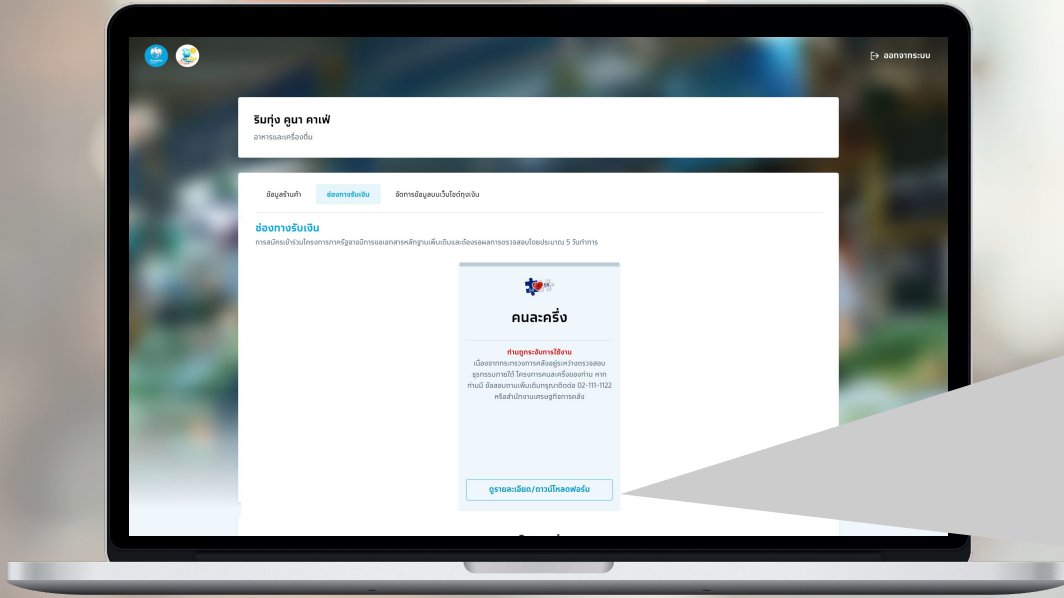 ออกจากระบบ
ริมทุ่ง คูนา คาเฟ่
อาหารและเครื่องดื่ม
ข้อมูลร้านค้า ช่องทางรับเงิน จัดการข้อมูลบนเว็บไซต์ถุงเงิน
ช่องทางรับเงิน
การสมัครเข้าร่วมโครงการภาครัฐอาจมีการขอเอกสารหลักฐานเพิ่มเติมและต้องรอผลการตรวจสอบโดยประมาณ 5 วันทำการ
คนละครึ่ง
ท่านถูกระงับการใช้งาน
เนื่องจากกระทรวงการคลังอยู่ระหว่างตรวจสอบ
ธุรกรรมภายใต้ โครงการคนละครึ่งของท่าน หาก
ท่านมี ข้อสอบถามเพิ่มเติมกรุณาติดต่อ 02-111-1122
หรือสำนักงานเศรษฐกิจการคลัง
ดูรายละเอียด/ดาวน์โหลดฟอร์ม